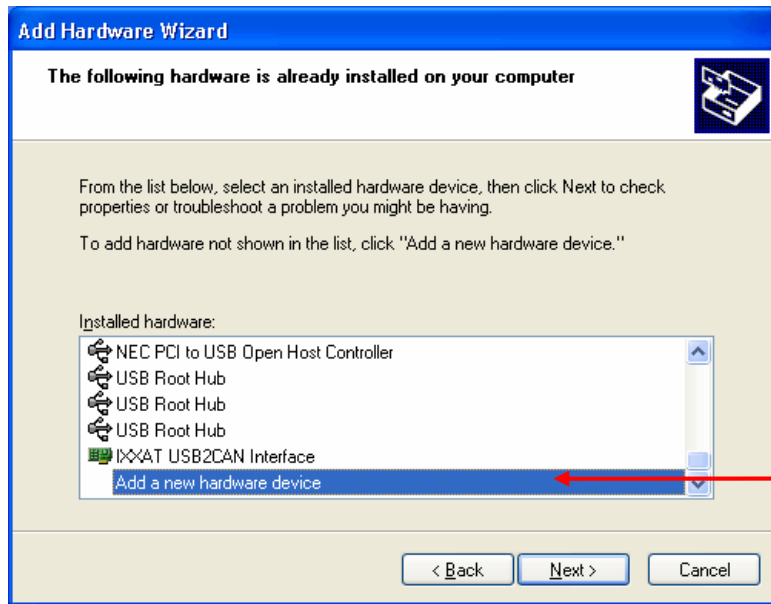 Add Hardware Wizard
The following hardware is already installed on your computer
From the list below, select an installed hardware device, then click Next to check
properties or troubleshoot a problem you might be having.
To add hardware not shown in the list, click "Add a new hardware device."
Installed hardware:
NEC PCI to USB Open Host Controller
USB Root Hub
USB Root Hub
USB Root Hub
IXXAT USB2CAN Interface
Add a new hardware device
< Back Next > Cancel